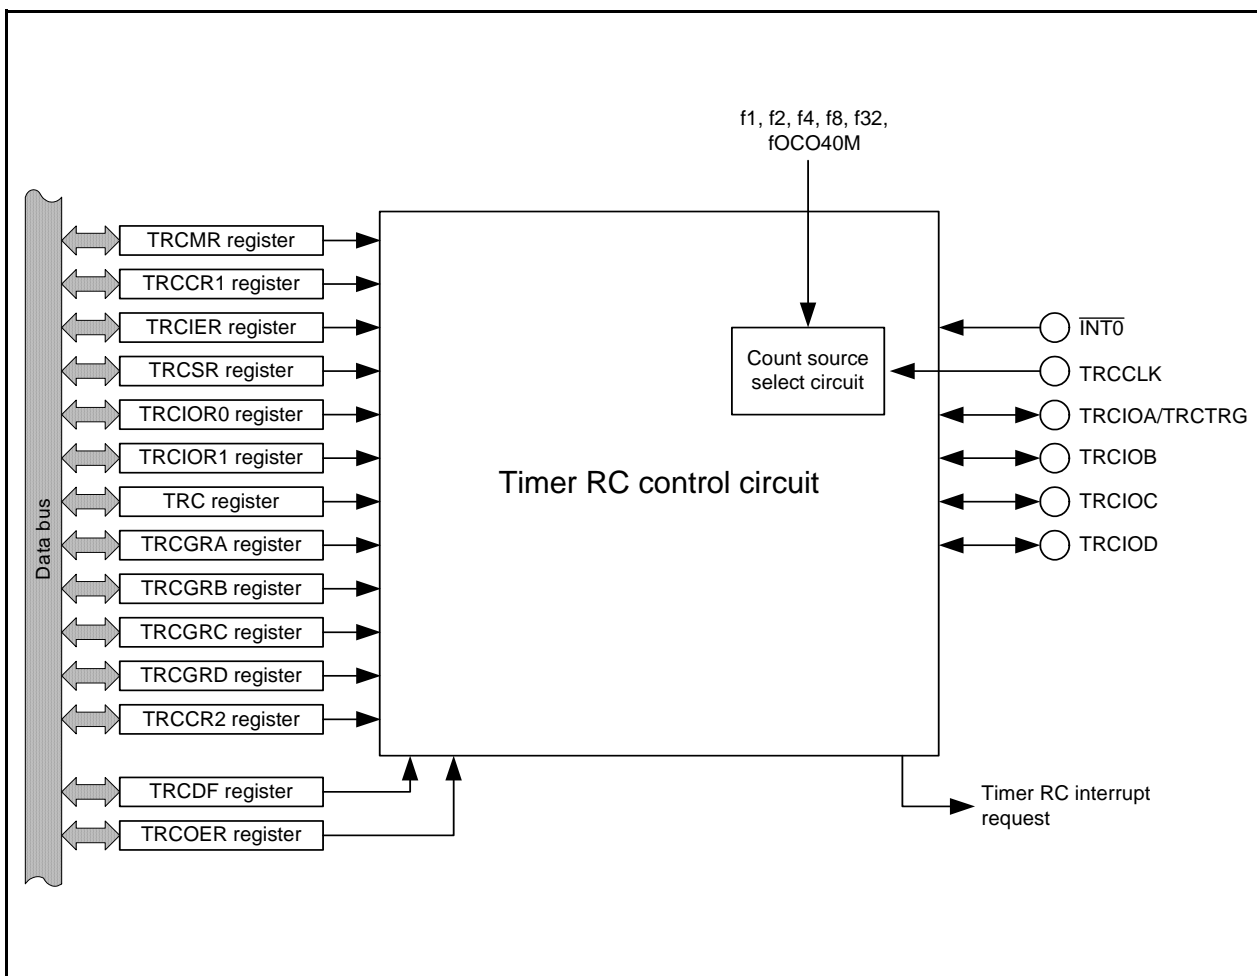 f1, f2, f4, f8, f32,
fOCO40M
Data bus
TRCMR register
TRCCR1 register
TRCIER register
TRCSR register
TRCIOR0 register
TRCIOR1 register
TRC register
TRCGRA register
TRCGRB register
TRCGRC register
TRCGRD register
TRCCR2 register
TRCDF register
TRCOER register
Count source
select circuit
Timer RC control circuit
INT0
TRCCLK
TRCIOA/TRCTRG
TRCIOB
TRCIOC
TRCIOD
Timer RC interrupt
request